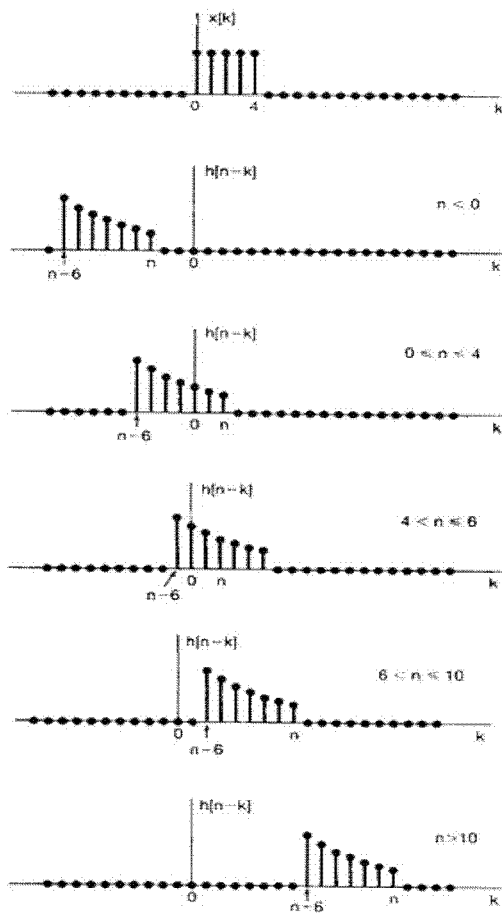 x[k]
0 4 k
h[n−k]
n < 0
n 0 k
n−6
h[n−k]
0 ≤ n ≤ 4
n−6 0 n k
h[n−k]
4 < n ≤ 6
0 n k
n−6
h[n−k]
6 < n ≤ 10
0 n k
n−6
h[n−k]
n>10
0 n k
n−6